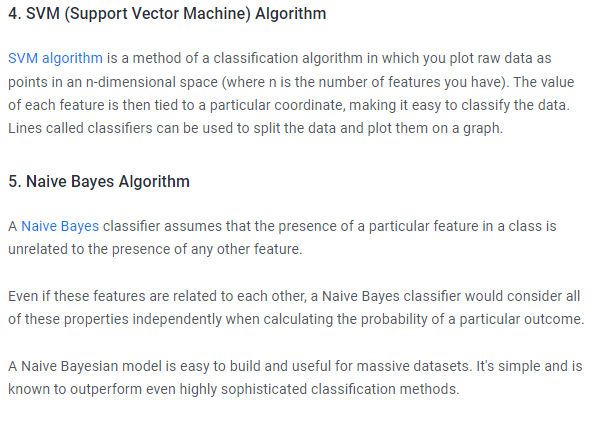 4. SVM (Support Vector Machine) Algorithm
SVM algorithm is a method of a classification algorithm in which you plot raw data as
points in an n-dimensional space (where n is the number of features you have). The value
of each feature is then tied to a particular coordinate, making it easy to classify the data.
Lines called classifiers can be used to split the data and plot them on a graph.
5. Naive Bayes Algorithm
A Naive Bayes classifier assumes that the presence of a particular feature in a class is
unrelated to the presence of any other feature.
Even if these features are related to each other, a Naive Bayes classifier would consider all
of these properties independently when calculating the probability of a particular outcome.
A Naive Bayesian model is easy to build and useful for massive datasets. It's simple and is
known to outperform even highly sophisticated classification methods.